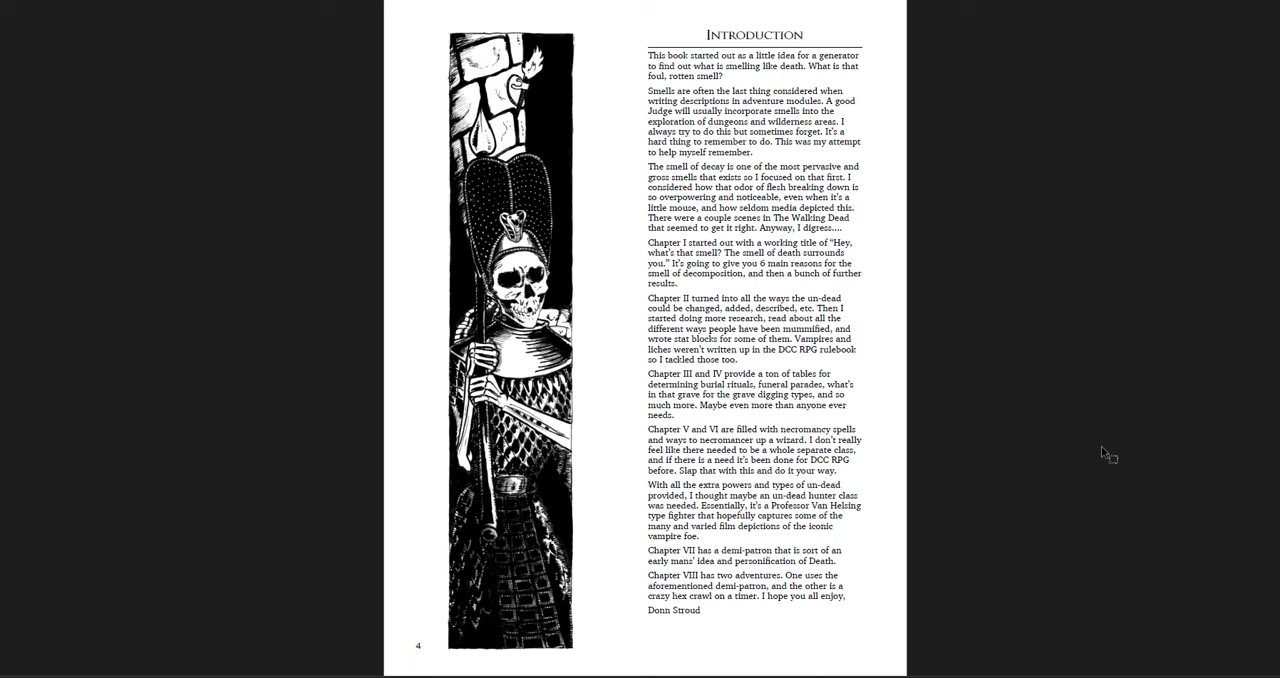 INTRODUCTION
This book started out as a little idea for a generator
to find out what is smelling like death. What is that
foul, rotten smell?
Smells are often the last thing considered when
writing descriptions in adventure modules. A good
Judge will usually incorporate smells into the
exploration of dungeons and wilderness areas. I
always try to do this but sometimes forget. It's a
hard thing to remember to do. This was my attempt
to help myself remember.
The smell of decay is one of the most pervasive and
gross smells that exists so I focused on that first. I
considered how that odor of flesh breaking down is
so overpowering and noticeable, even when it's a
little mouse, and how seldom media depicted this.
There were a couple scenes in The Walking Dead
that seemed to get it right. Anyway, I digress....
Chapter I started out with a working title of “Hey,
what's that smell? The smell of death surrounds
you.” It's going to give you 6 main reasons for the
smell of decomposition, and then a bunch of further
results.
Chapter II turned into all the ways the un-dead
could be changed, added, described, etc. Then I
started doing more research, read about all the
different ways people have been mummified, and
wrote stat blocks for some of them. Vampires and
liches weren't written up in the DCC RPG rulebook
so I tackled those too.
Chapter III and IV provide a ton of tables for
determining burial rituals, funeral parades, what's
in that grave for the grave digging types, and so
much more. Maybe even more than anyone ever
needs.
Chapter V and VI are filled with necromancy spells
and ways to necromancer up a wizard. I don't really
feel like there needed to be a whole separate class,
and if there is a need it's been done for DCC RPG
before. Slap that with this and do it your way.
With all the extra powers and types of un-dead
provided, I thought maybe an un-dead hunter class
was needed. Essentially, it's a Professor Van Helsing
type fighter that hopefully captures some of the
many and varied film depictions of the iconic
vampire foe.
Chapter VII has a demi-patron that is sort of an
early mans' idea and personification of Death.
Chapter VIII has two adventures. One uses the
aforementioned demi-patron, and the other is a
crazy hex crawl on a timer. I hope you all enjoy,
Donn Stroud
4